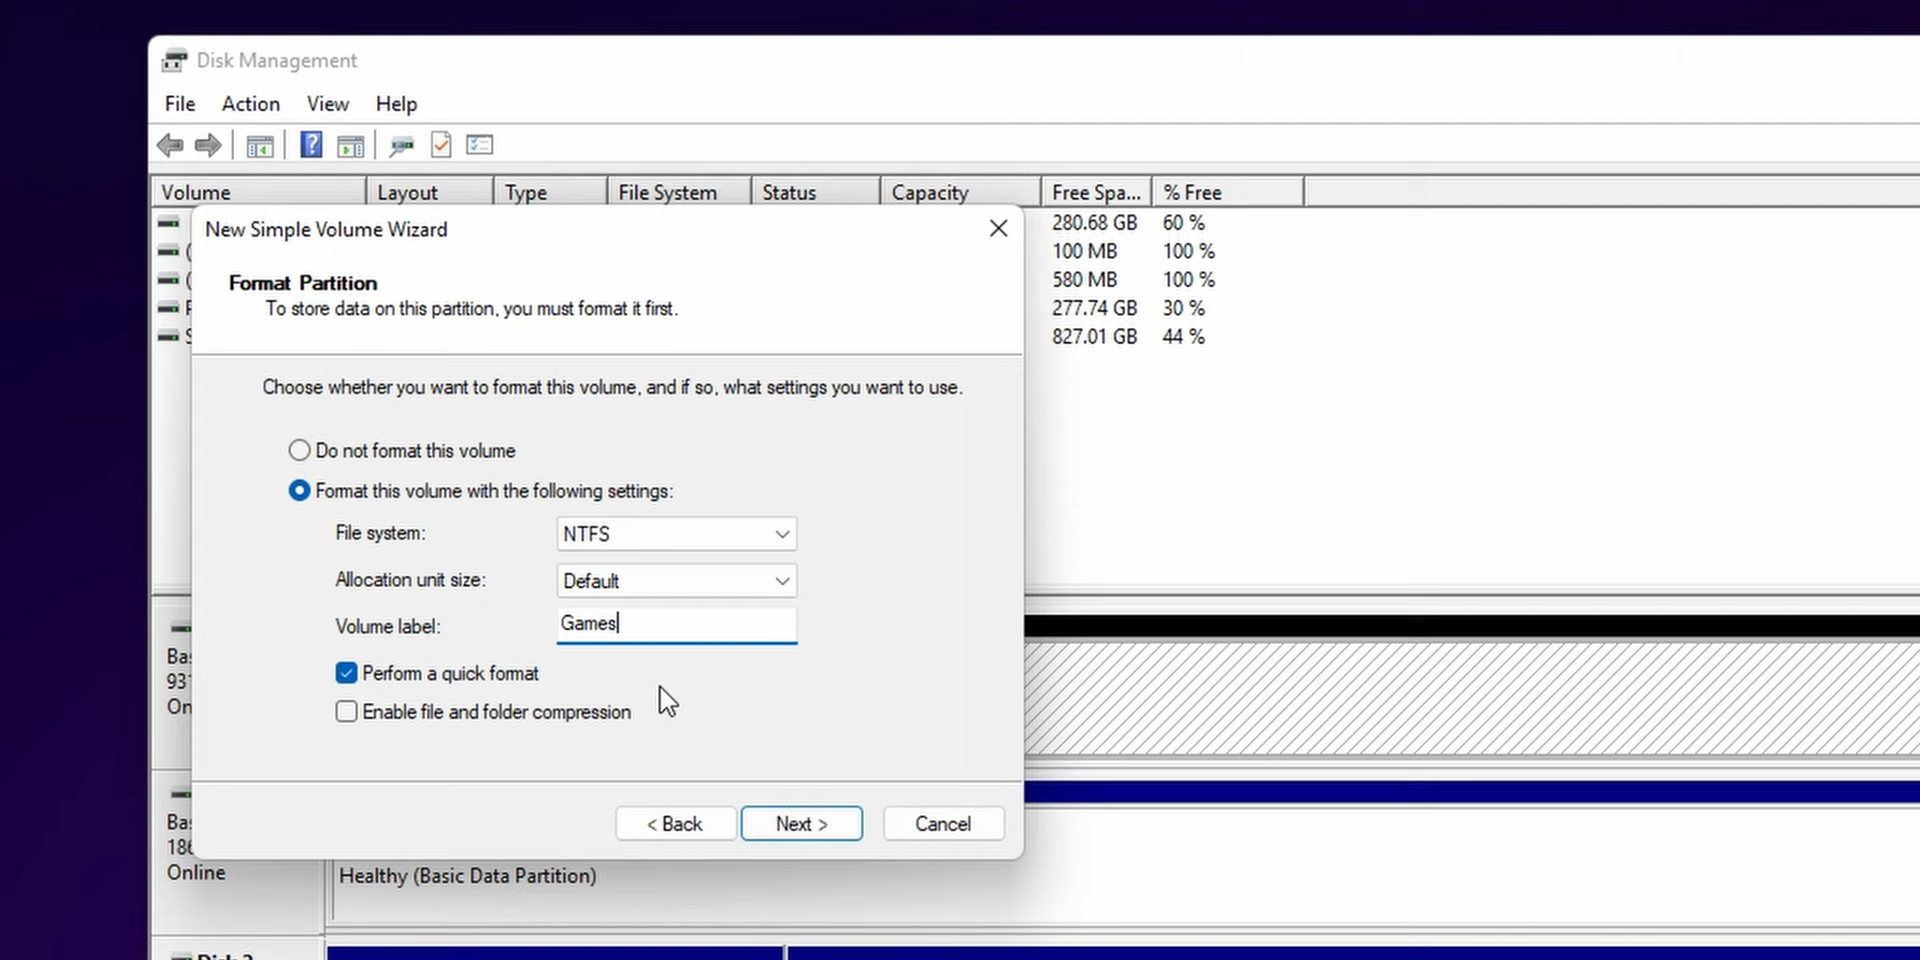 Disk Management
File Action View Help
Volume Layout Type File System Status Capacity Free Spa... % Free
280.68 GB 60 %
100 MB 100 %
580 MB 100 %
277.74 GB 30 %
827.01 GB 44 %
New Simple Volume Wizard
Format Partition
To store data on this partition, you must format it first.
Choose whether you want to format this volume, and if so, what settings you want to use.
Do not format this volume
Format this volume with the following settings:
File system: NTFS
Allocation unit size: Default
Volume label: Games
Perform a quick format
Enable file and folder compression
< Back Next > Cancel
Bas
931
On
Bas
186
Online
Healthy (Basic Data Partition)